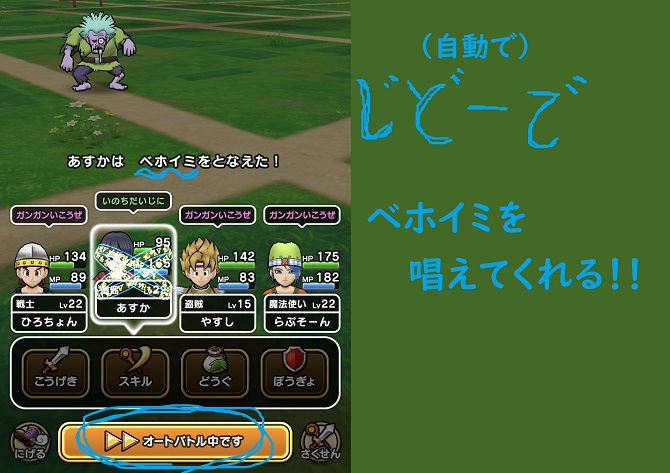 （自動で）
じどーで
ベホイミを
唱えてくれる!!
あすかは　ベホイミをとなえた！
いのちだいじに
ガンガンいこうぜ
ガンガンいこうぜ
ガンガンいこうぜ
HP 134
MP 89
戦士 Lv22
ひろちょん
HP 95
あすか
HP 142
MP 83
盗賊 Lv15
やすし
HP 175
MP 182
魔法使い Lv22
らぷそーん
こうげき
スキル
どうぐ
ぼうぎょ
にげる
オートバトル中です
さくせん